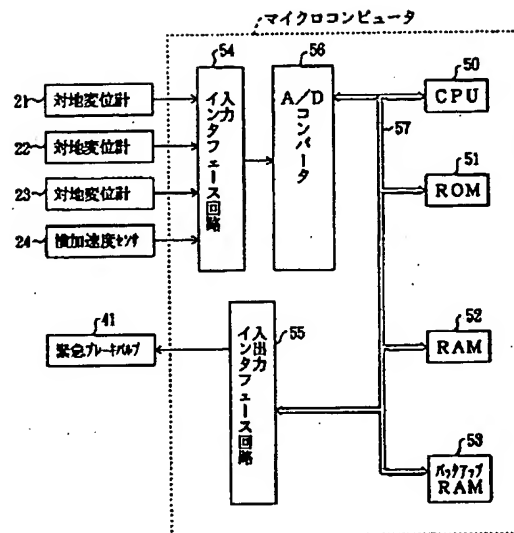 マイクロコンピュータ
54
入力
インタフェース回路
56
A/D
コンバータ
50
CPU
57
51
ROM
52
RAM
53
バックアップ
RAM
21
対地変位計
22
対地変位計
23
対地変位計
24
横加速度センサ
41
緊急ブレーキバルブ
55
入出力
インタフェース回路